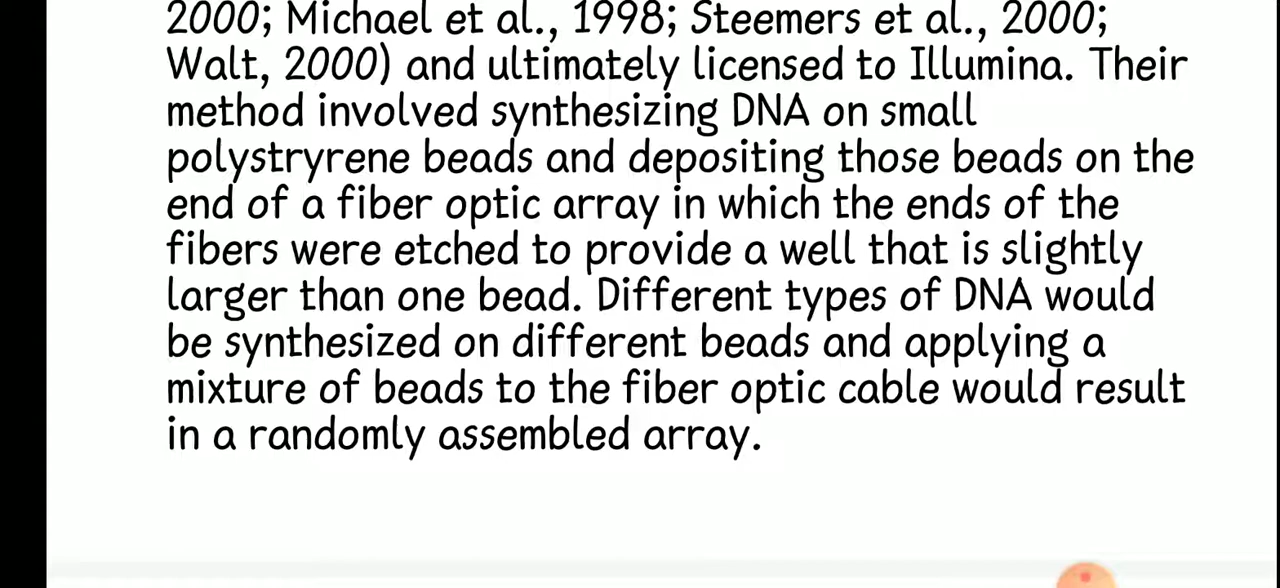 2000; Michael et al., 1998; Steemers et al., 2000;
Walt, 2000) and ultimately licensed to Illumina. Their
method involved synthesizing DNA on small
polystryrene beads and depositing those beads on the
end of a fiber optic array in which the ends of the
fibers were etched to provide a well that is slightly
larger than one bead. Different types of DNA would
be synthesized on different beads and applying a
mixture of beads to the fiber optic cable would result
in a randomly assembled array.